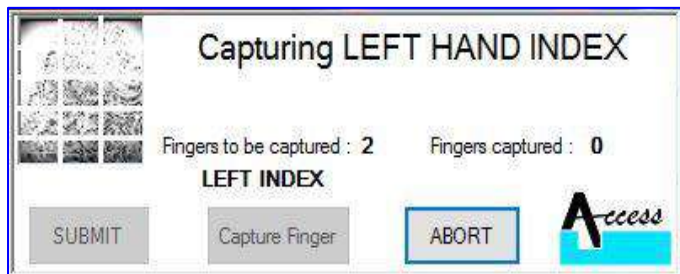 Capturing LEFT HAND INDEX
Fingers to be captured : 2 Fingers captured : 0
LEFT INDEX
SUBMIT Capture Finger ABORT Access